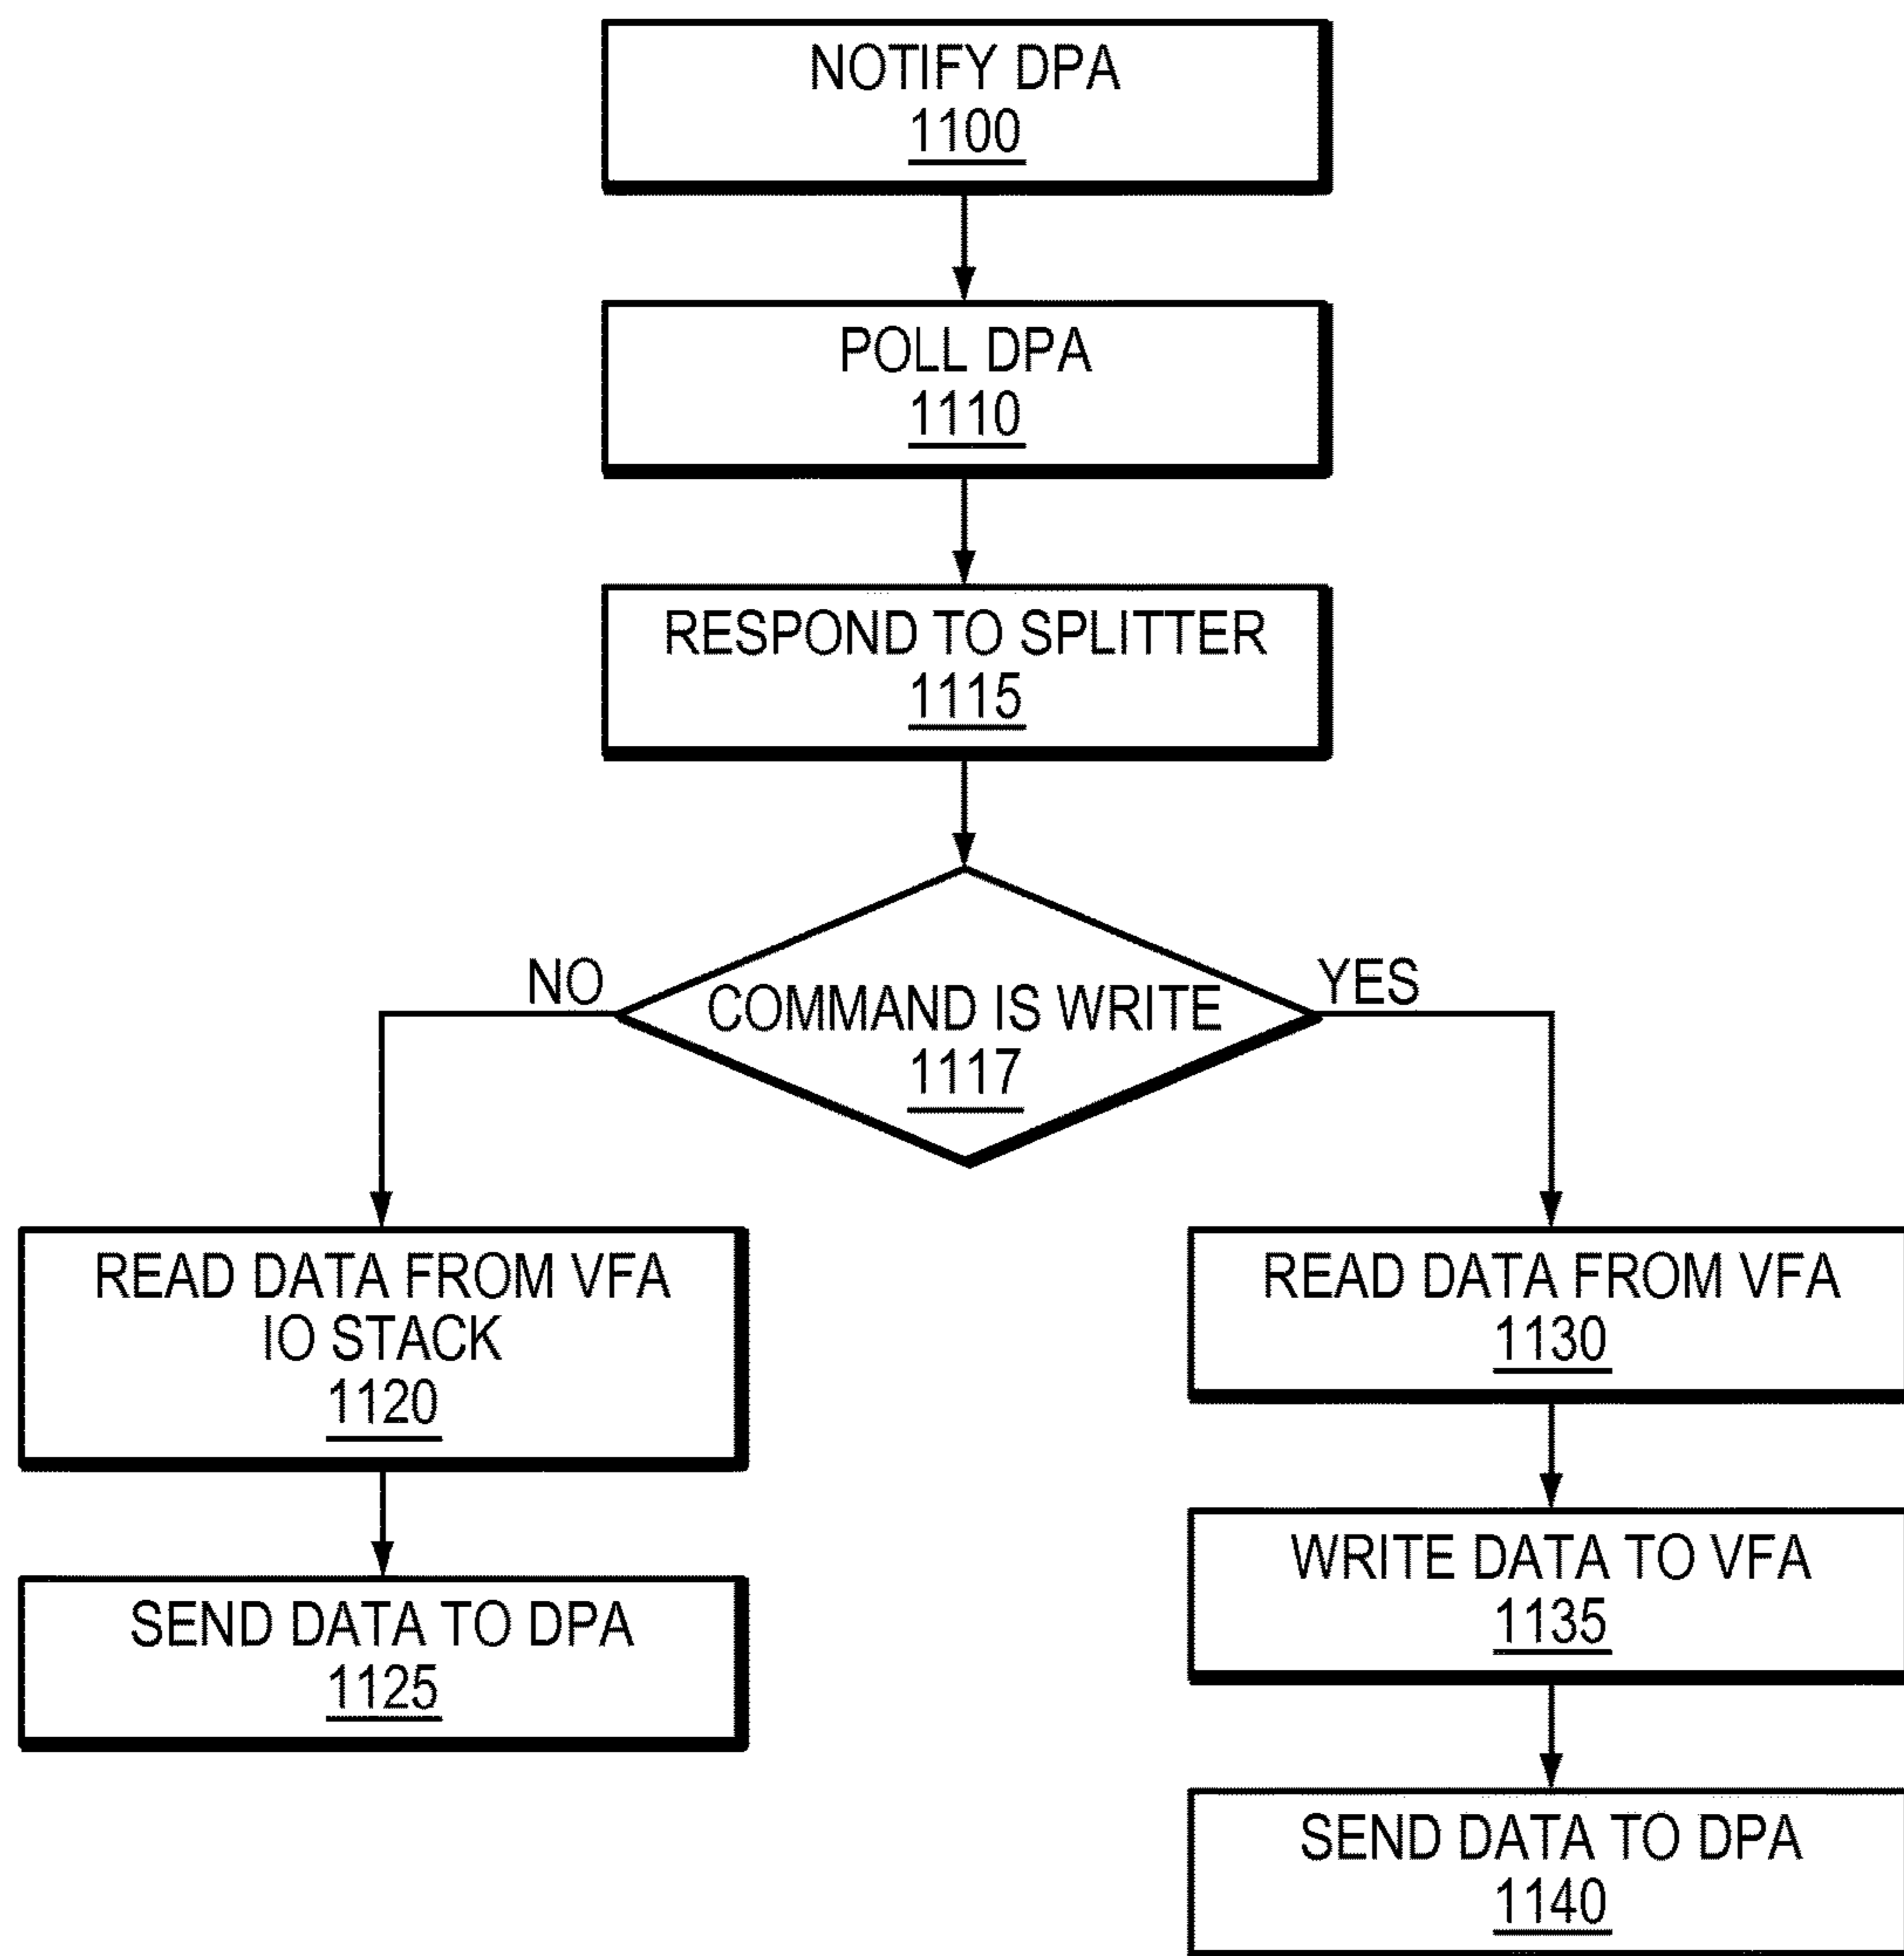 NOTIFY DPA
1100
POLL DPA
1110
RESPOND TO SPLITTER
1115
NO
YES
COMMAND IS WRITE
1117
READ DATA FROM VFA
IO STACK
1120
SEND DATA TO DPA
1125
READ DATA FROM VFA
1130
WRITE DATA TO VFA
1135
SEND DATA TO DPA
1140